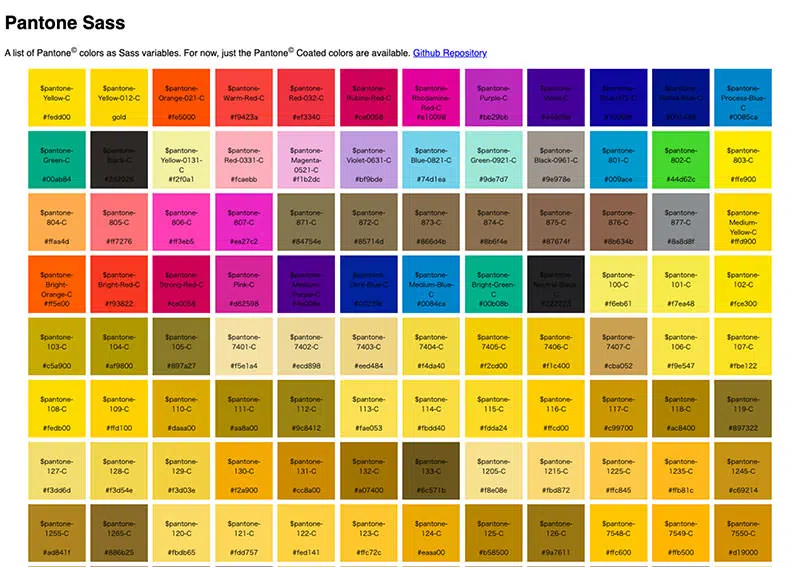 Pantone Sass
A list of Pantone© colors as Sass variables. For now, just the Pantone© Coated colors are available. Github Repository
$pantone-
Yellow-C
#fedd00
$pantone-
Yellow-012-C
gold
$pantone-
Orange-021-C
#fe5000
$pantone-
Warm-Red-C
#f9423a
$pantone-
Red-032-C
#ef3340
$pantone-
Rubine-Red-C
#ce0058
$pantone-
Rhodamine-
Red-C
#e10098
$pantone-
Purple-C
#bb29bb
$pantone-
Violet-C
$pantone-
$pantone-
$pantone-
Process-Blue-
C
#0085ca
$pantone-
Green-C
#00ab84
$pantone-
Black-C
#2d2926
$pantone-
Yellow-0131-
C
#f2f0a1
$pantone-
Red-0331-C
#fcaebb
$pantone-
Magenta-
0521-C
#f1b2dc
$pantone-
Violet-0631-C
#bf9bde
$pantone-
Blue-0821-C
#74d1ea
$pantone-
Green-0921-C
#9de7d7
$pantone-
Black-0961-C
#9e978e
$pantone-
801-C
#009ace
$pantone-
802-C
#44d62c
$pantone-
803-C
#ffe900
$pantone-
804-C
#ffaa4d
$pantone-
805-C
#ff7276
$pantone-
806-C
#ff3eb5
$pantone-
807-C
#ea27c2
$pantone-
871-C
#84754e
$pantone-
872-C
#85714d
$pantone-
873-C
#866d4b
$pantone-
874-C
#8b6f4e
$pantone-
875-C
#87674f
$pantone-
876-C
#8b634b
$pantone-
877-C
#8a8d8f
$pantone-
Medium-
Yellow-C
#ffd900
$pantone-
Bright-
Orange-C
#ff5e00
$pantone-
Bright-Red-C
#f93822
$pantone-
Strong-Red-C
#ce0056
$pantone-
Pink-C
#d62598
$pantone-
Medium-
Purple-C
$pantone-
Dark-Blue-C
#00239c
$pantone-
Medium-Blue-
C
#0084ca
$pantone-
Bright-Green-
C
#00b08b
$pantone-
Neutral-Black-
C
#222223
$pantone-
100-C
#f6eb61
$pantone-
101-C
#f7ea48
$pantone-
102-C
#fce300
$pantone-
103-C
#c5a900
$pantone-
104-C
#af9800
$pantone-
105-C
#897a27
$pantone-
7401-C
#f5e1a4
$pantone-
7402-C
#ecd898
$pantone-
7403-C
#eed484
$pantone-
7404-C
#f4da40
$pantone-
7405-C
#f2cd00
$pantone-
7406-C
#f1c400
$pantone-
7407-C
#cba052
$pantone-
106-C
#f9e547
$pantone-
107-C
#fbe122
$pantone-
108-C
#fedb00
$pantone-
109-C
#ffd100
$pantone-
110-C
#daaa00
$pantone-
111-C
#aa8a00
$pantone-
112-C
#9c8412
$pantone-
113-C
#fae053
$pantone-
114-C
#fbdd40
$pantone-
115-C
#fdda24
$pantone-
116-C
#ffcd00
$pantone-
117-C
#c99700
$pantone-
118-C
#ac8400
$pantone-
119-C
#897322
$pantone-
127-C
#f3dd6d
$pantone-
128-C
#f3d54e
$pantone-
129-C
#f3d03e
$pantone-
130-C
#f2a900
$pantone-
131-C
#cc8a00
$pantone-
132-C
#a07400
$pantone-
133-C
#6c571b
$pantone-
1205-C
#f8e08e
$pantone-
1215-C
#fbd872
$pantone-
1225-C
#ffc845
$pantone-
1235-C
#ffb81c
$pantone-
1245-C
#c69214
$pantone-
1255-C
#ad841f
$pantone-
1265-C
#886b25
$pantone-
120-C
#fbdb65
$pantone-
121-C
#fdd757
$pantone-
122-C
#fed141
$pantone-
123-C
#ffc72c
$pantone-
124-C
#eaaa00
$pantone-
125-C
#b58500
$pantone-
126-C
#9a7611
$pantone-
7548-C
#ffc600
$pantone-
7549-C
#ffb500
$pantone-
7550-C
#d19000